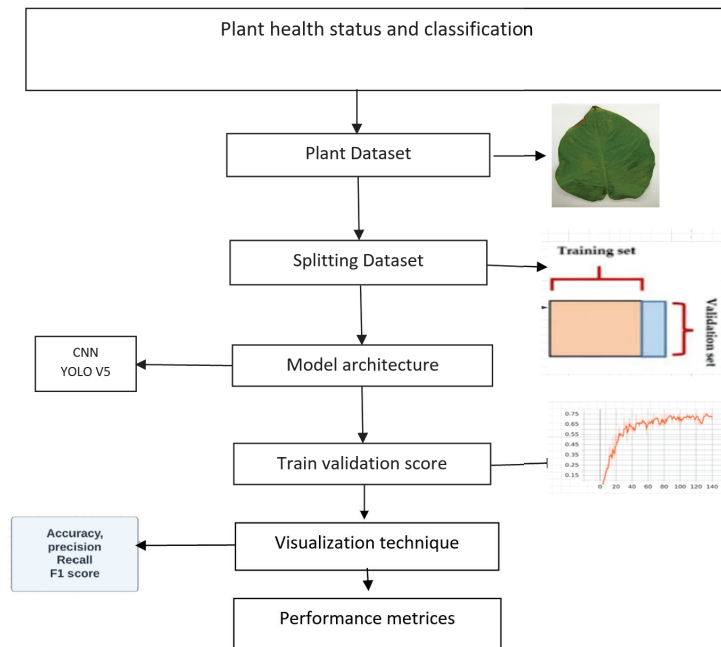 Plant health status and classification
Plant Dataset
Splitting Dataset
Training set
Validation set
CNN
YOLO V5
Model architecture
Train validation score
0.75
0.65
0.55
0.45
0.35
0.25
0.15
0 20 40 60 80 100 120 140
Accuracy,
precision
Recall
F1 score
Visualization technique
Performance metrices